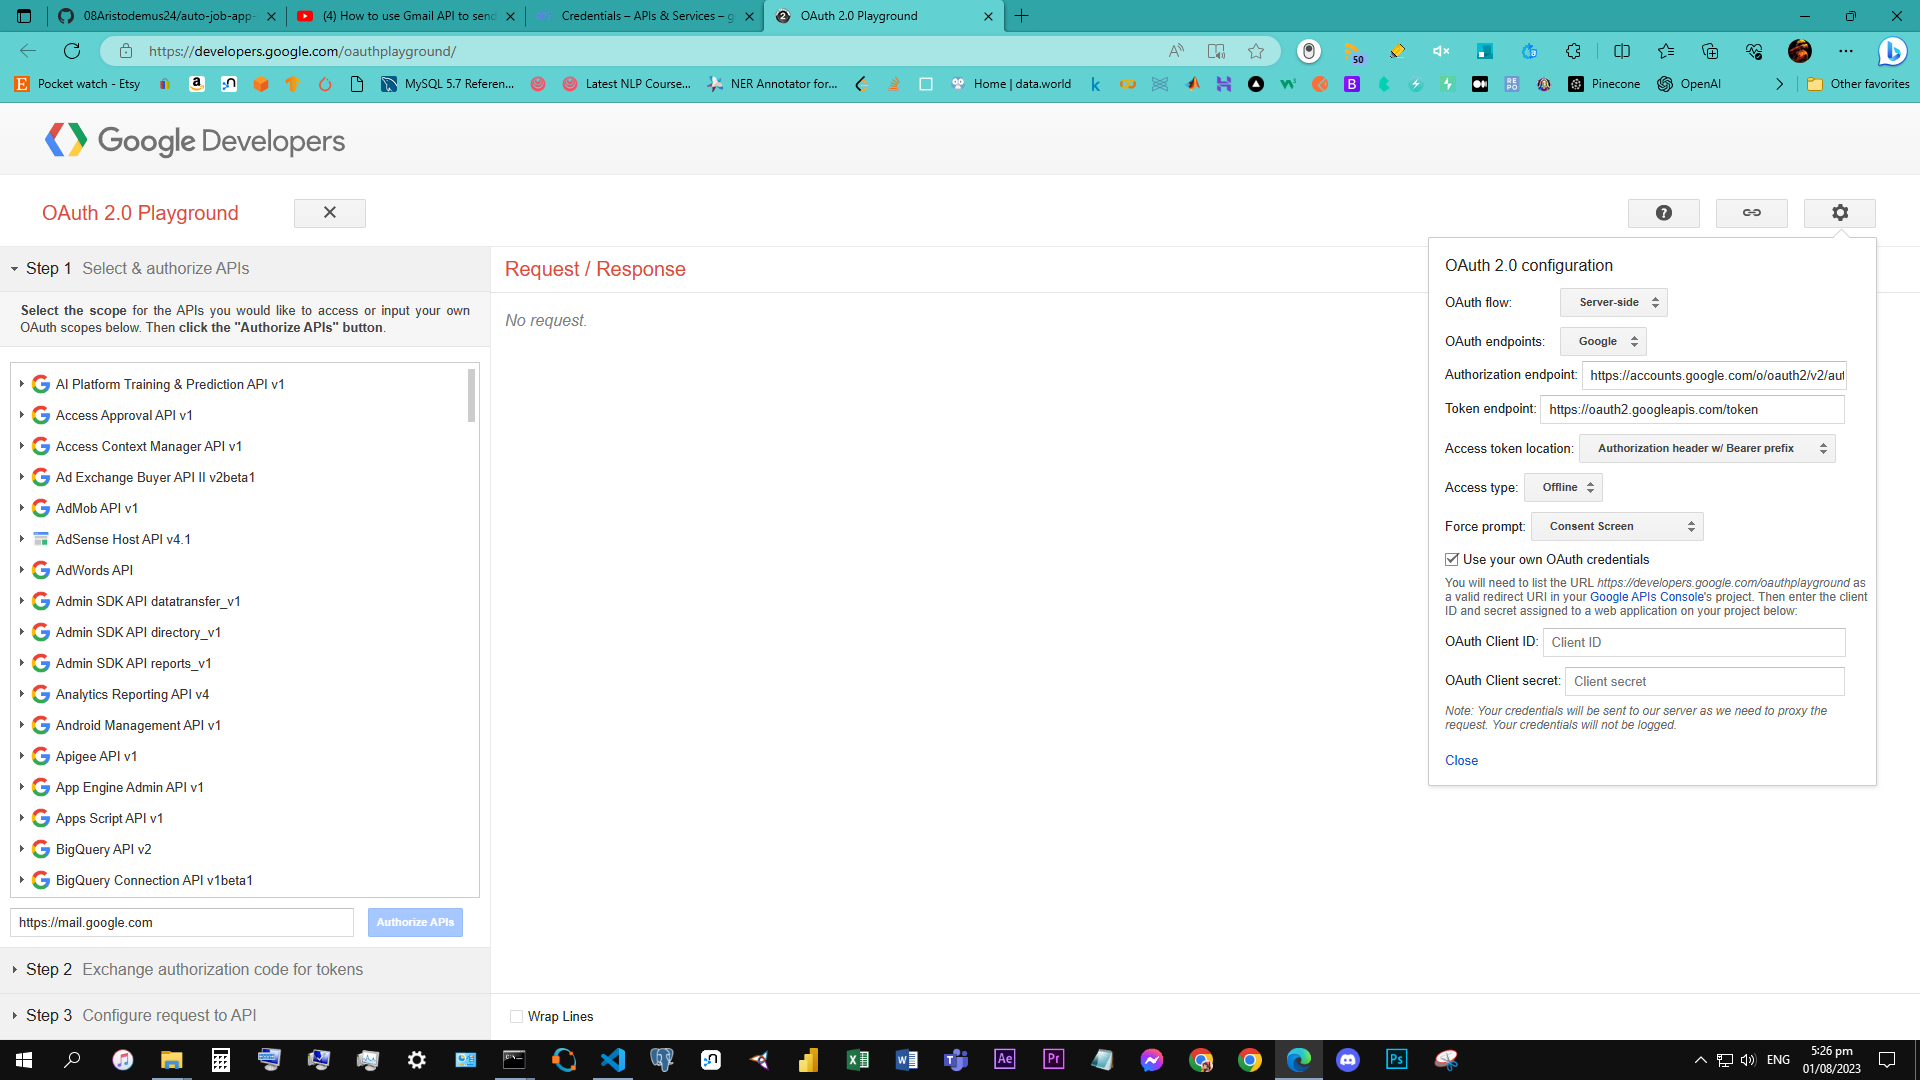 08Aristodemus24/auto-job-app-
(4) How to use Gmail API to send
Credentials – APIs & Services – g
OAuth 2.0 Playground
https://developers.google.com/oauthplayground/
50
Pocket watch - Etsy
MySQL 5.7 Referen...
Latest NLP Course...
NER Annotator for...
Home | data.world
Pinecone
OpenAI
Other favorites
Google Developers
OAuth 2.0 Playground
Step 1 Select & authorize APIs
Select the scope for the APIs you would like to access or input your own
OAuth scopes below. Then click the "Authorize APIs" button.
AI Platform Training & Prediction API v1
Access Approval API v1
Access Context Manager API v1
Ad Exchange Buyer API II v2beta1
AdMob API v1
AdSense Host API v4.1
AdWords API
Admin SDK API datatransfer_v1
Admin SDK API directory_v1
Admin SDK API reports_v1
Analytics Reporting API v4
Android Management API v1
Apigee API v1
App Engine Admin API v1
Apps Script API v1
BigQuery API v2
BigQuery Connection API v1beta1
https://mail.google.com
Authorize APIs
Step 2 Exchange authorization code for tokens
Step 3 Configure request to API
Request / Response
No request.
Wrap Lines
OAuth 2.0 configuration
OAuth flow: Server-side
OAuth endpoints: Google
Authorization endpoint: https://accounts.google.com/o/oauth2/v2/aut
Token endpoint: https://oauth2.googleapis.com/token
Access token location: Authorization header w/ Bearer prefix
Access type: Offline
Force prompt: Consent Screen
Use your own OAuth credentials
You will need to list the URL https://developers.google.com/oauthplayground as
a valid redirect URI in your Google APIs Console's project. Then enter the client
ID and secret assigned to a web application on your project below:
OAuth Client ID: Client ID
OAuth Client secret: Client secret
Note: Your credentials will be sent to our server as we need to proxy the
request. Your credentials will not be logged.
Close
ENG
5:26 pm
01/08/2023